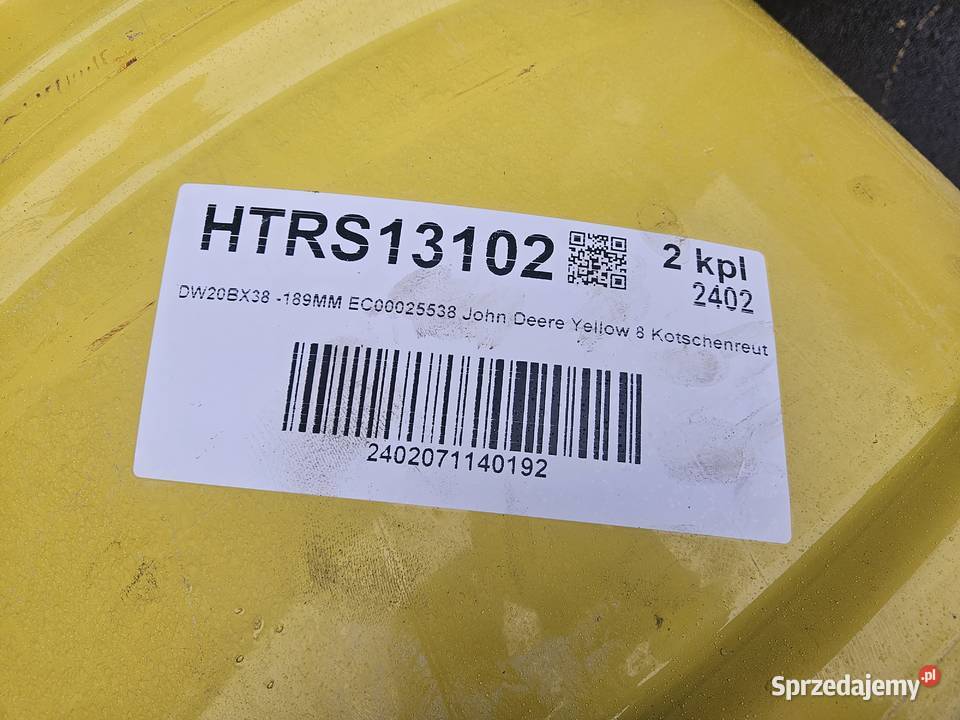 HTRS13102 2 kpl
2402
DW20BX38 -189MM EC00025538 John Deere Yellow 8 Kotschenreut
2402071140192
Sprzedajemy.pl